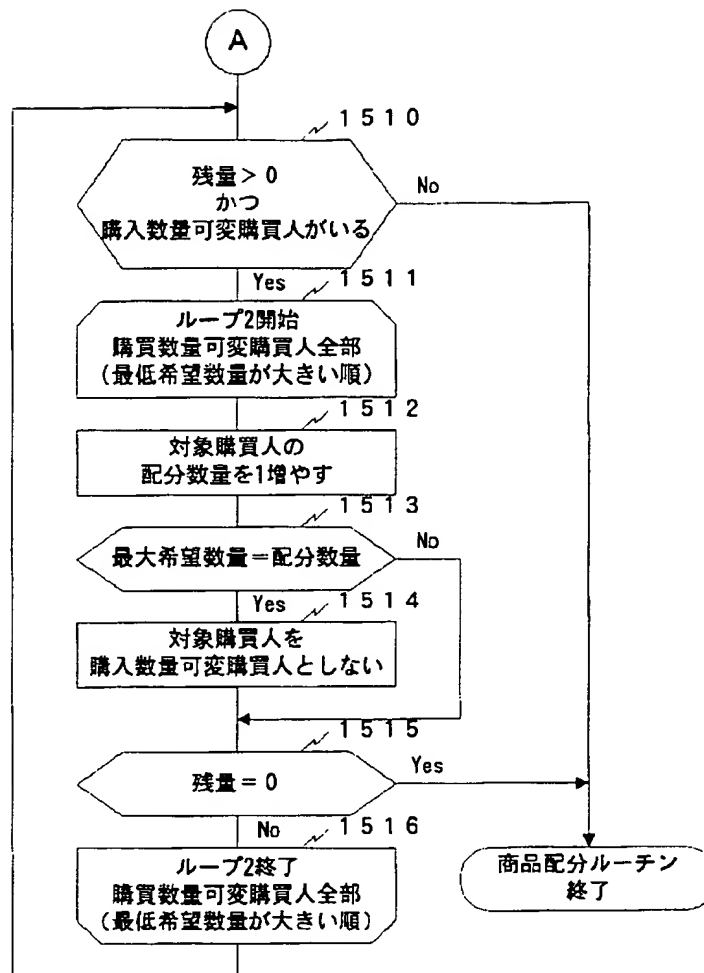 A
1510
残量＞0
かつ
購入数量可変購買人がいる
No
Yes
1511
ループ2開始
購買数量可変購買人全部
（最低希望数量が大きい順）
1512
対象購買人の
配分数量を1増やす
1513
最大希望数量＝配分数量
No
Yes
1514
対象購買人を
購入数量可変購買人としない
1515
残量＝0
Yes
No
1516
ループ2終了
購買数量可変購買人全部
（最低希望数量が大きい順）
商品配分ルーチン
終了